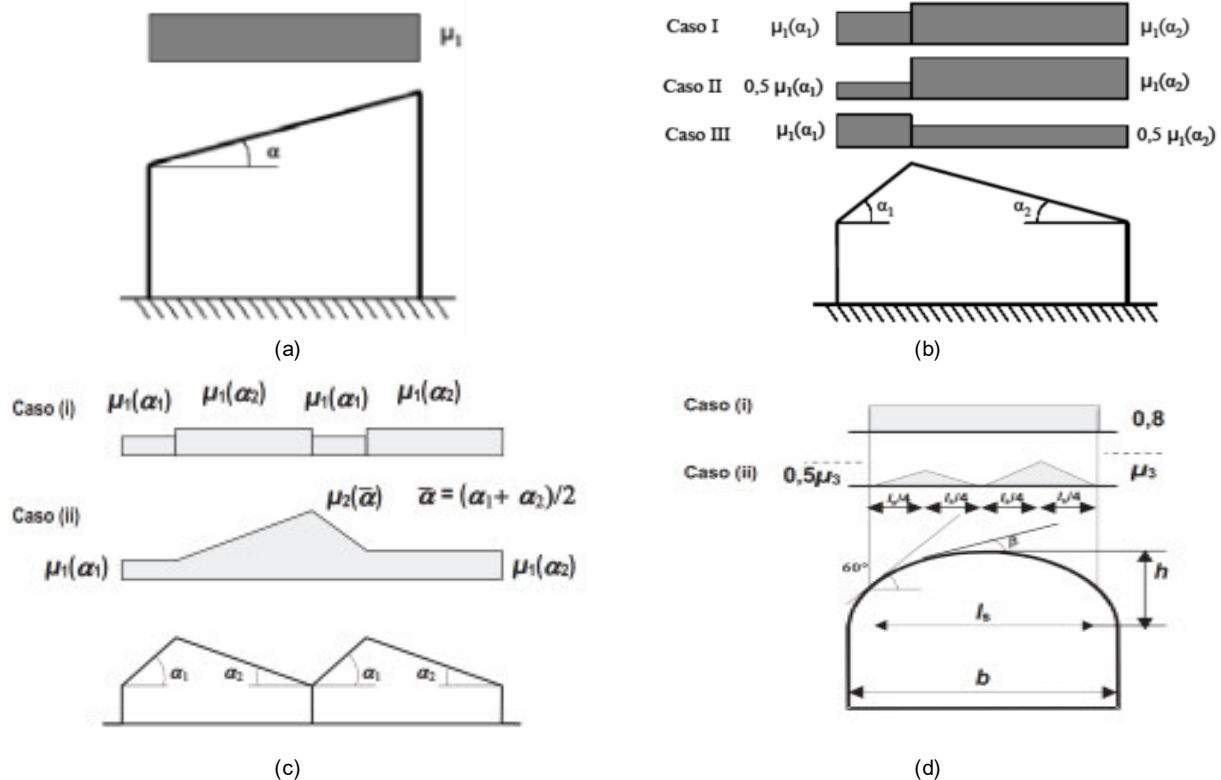 μ₁
α
(a)
Caso I μ₁(α₁) μ₁(α₂)
Caso II 0,5 μ₁(α₁) μ₁(α₂)
Caso III μ₁(α₁) 0,5 μ₁(α₂)
α₁ α₂
(b)
Caso (i) μ₁(α₁) μ₁(α₂) μ₁(α₁) μ₁(α₂)
Caso (ii) μ₂(ᾱ) ᾱ = (α₁+ α₂)/2
μ₁(α₁) μ₁(α₂)
α₁ α₂ α₁ α₂
(c)
Caso (i) 0,8
Caso (ii) 0,5μ₃ μ₃
lₛ/4 lₛ/4 lₛ/4 lₛ/4
β
60°
h
lₛ
b
(d)